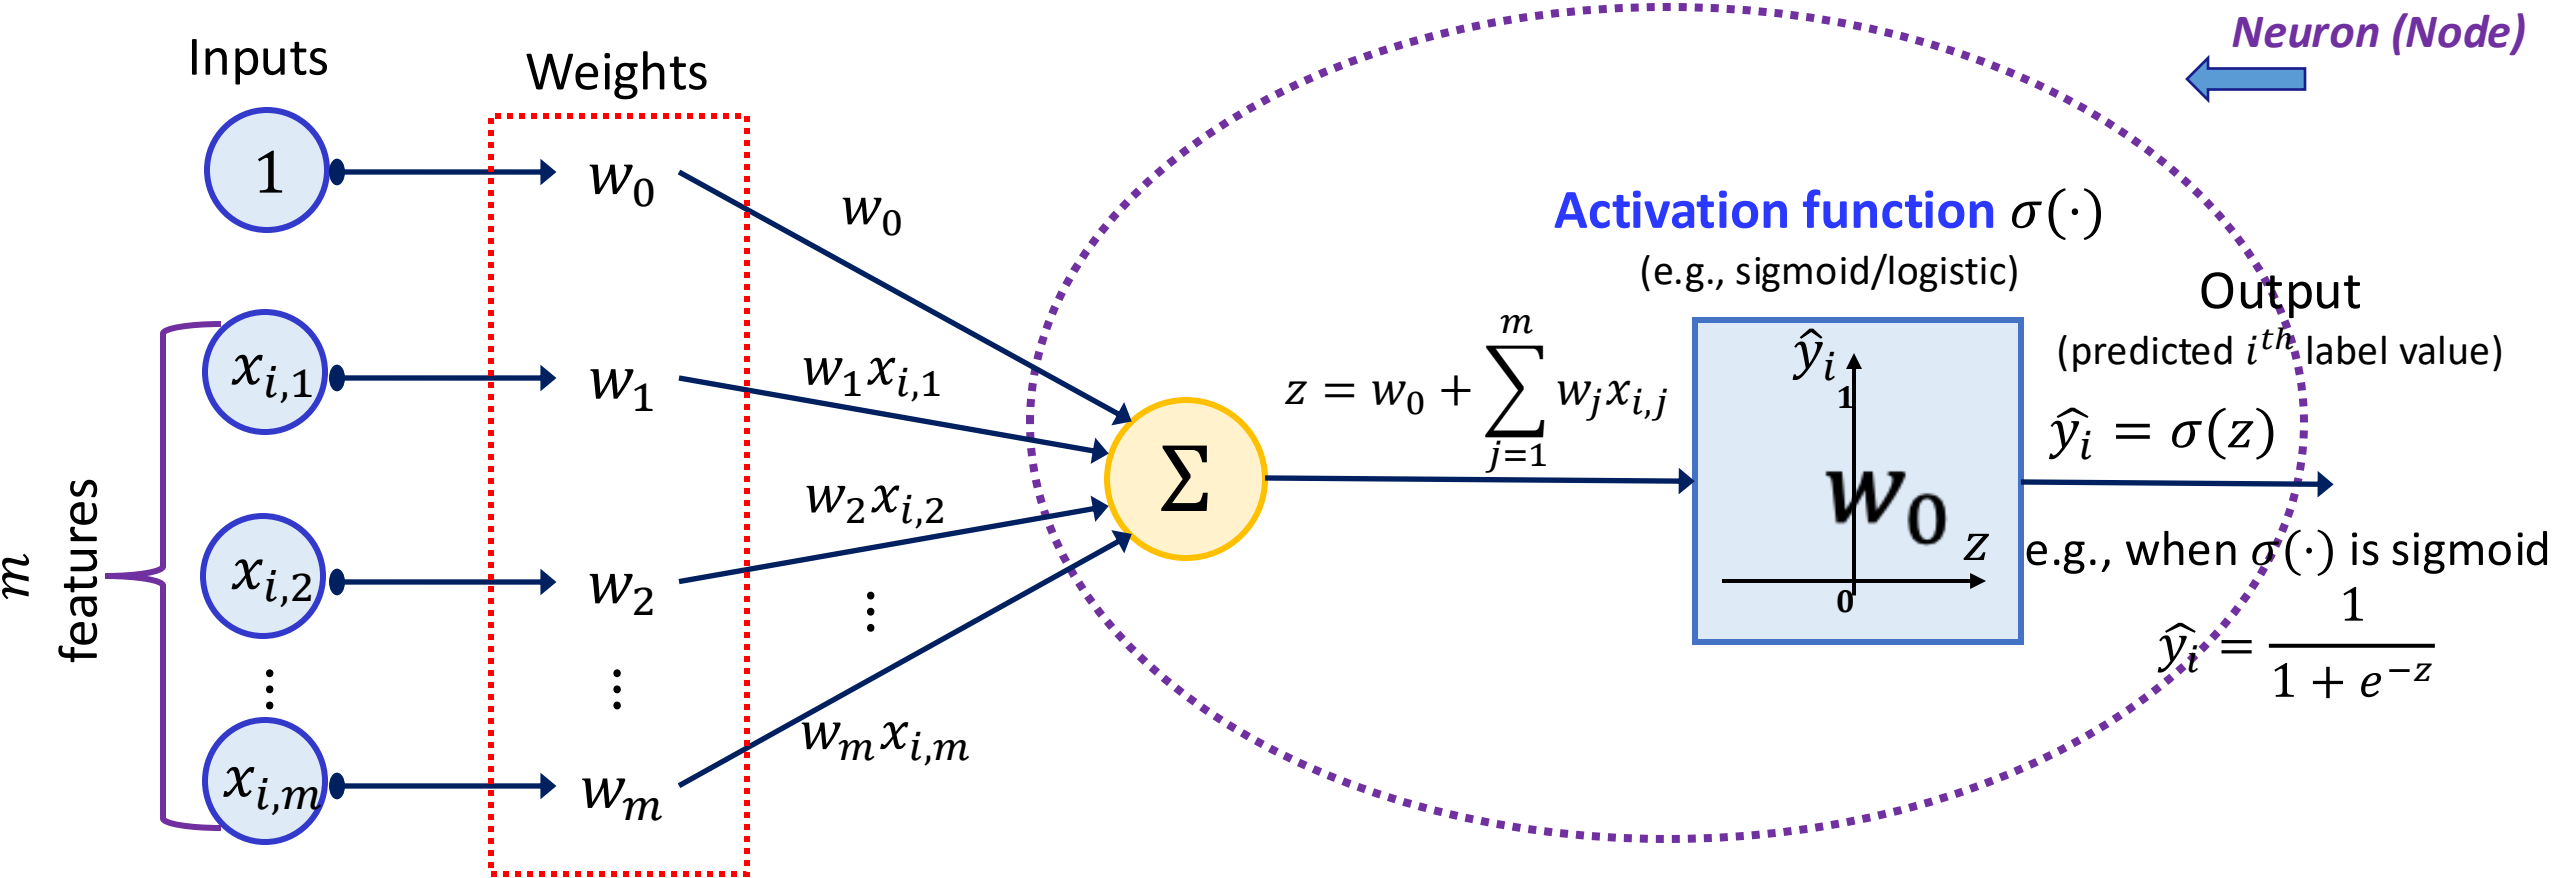 Neuron (Node)
Inputs
Weights
1
w₀
w₀
Activation function σ(·)
(e.g., sigmoid/logistic)
Output
(predicted iᵗʰ label value)
xᵢ,₁
w₁
w₁xᵢ,₁
z = w₀ + ∑ⱼ₌₁ᵐ wⱼxᵢ,ⱼ
ŷᵢ
1
w₀
z
0
ŷᵢ = σ(z)
Σ
m
features
xᵢ,₂
w₂
w₂xᵢ,₂
e.g., when σ(·) is sigmoid
ŷᵢ = 1 / (1 + e⁻ᶻ)
⋮
⋮
⋮
xᵢ,ₘ
wₘ
wₘxᵢ,ₘ